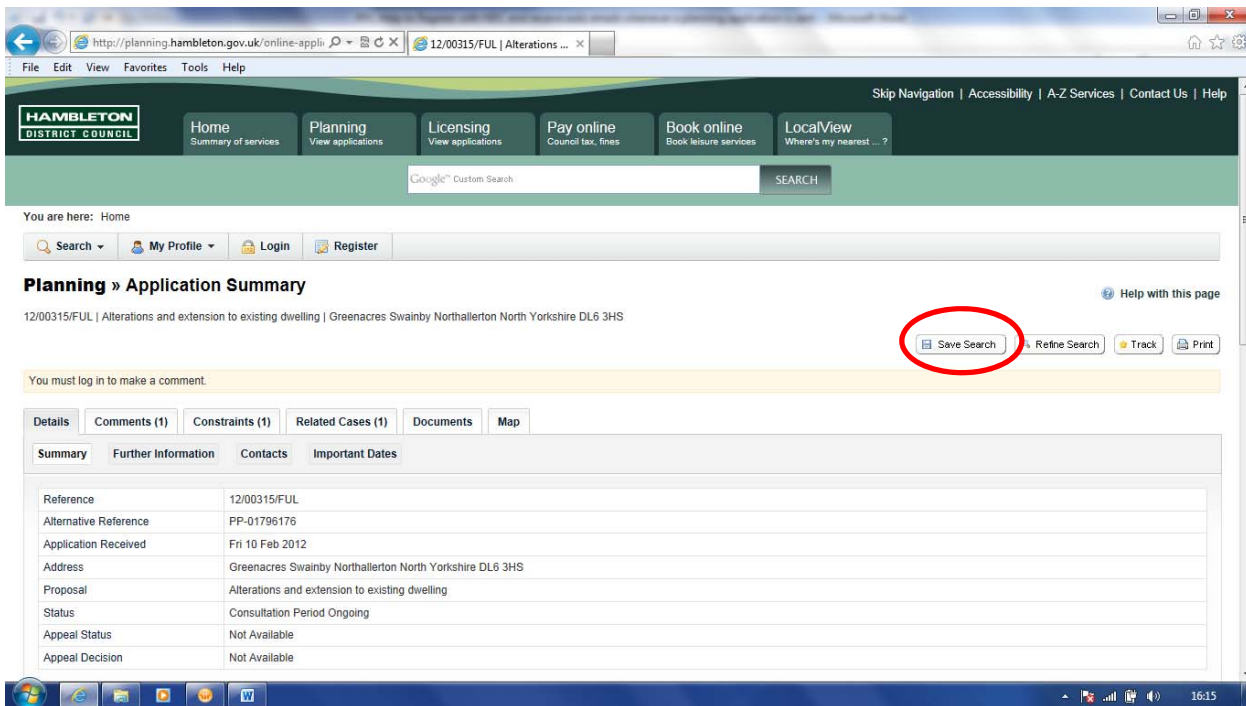 http://planning.hambleton.gov.uk/online-appli
12/00315/FUL | Alterations ...
File Edit View Favorites Tools Help
Skip Navigation | Accessibility | A-Z Services | Contact Us | Help
HAMBLETON
DISTRICT COUNCIL
Home Planning Licensing Pay online Book online LocalView
Summary of services View applications View applications Council tax, fines Book leisure services Where's my nearest ... ?
Google™ Custom Search SEARCH
You are here: Home
Search My Profile Login Register
Planning » Application Summary
Help with this page
12/00315/FUL | Alterations and extension to existing dwelling | Greenacres Swainby Northallerton North Yorkshire DL6 3HS
Save Search Refine Search Track Print
You must log in to make a comment.
Details Comments (1) Constraints (1) Related Cases (1) Documents Map
Summary Further Information Contacts Important Dates
Reference 12/00315/FUL
Alternative Reference PP-01796176
Application Received Fri 10 Feb 2012
Address Greenacres Swainby Northallerton North Yorkshire DL6 3HS
Proposal Alterations and extension to existing dwelling
Status Consultation Period Ongoing
Appeal Status Not Available
Appeal Decision Not Available
16:15